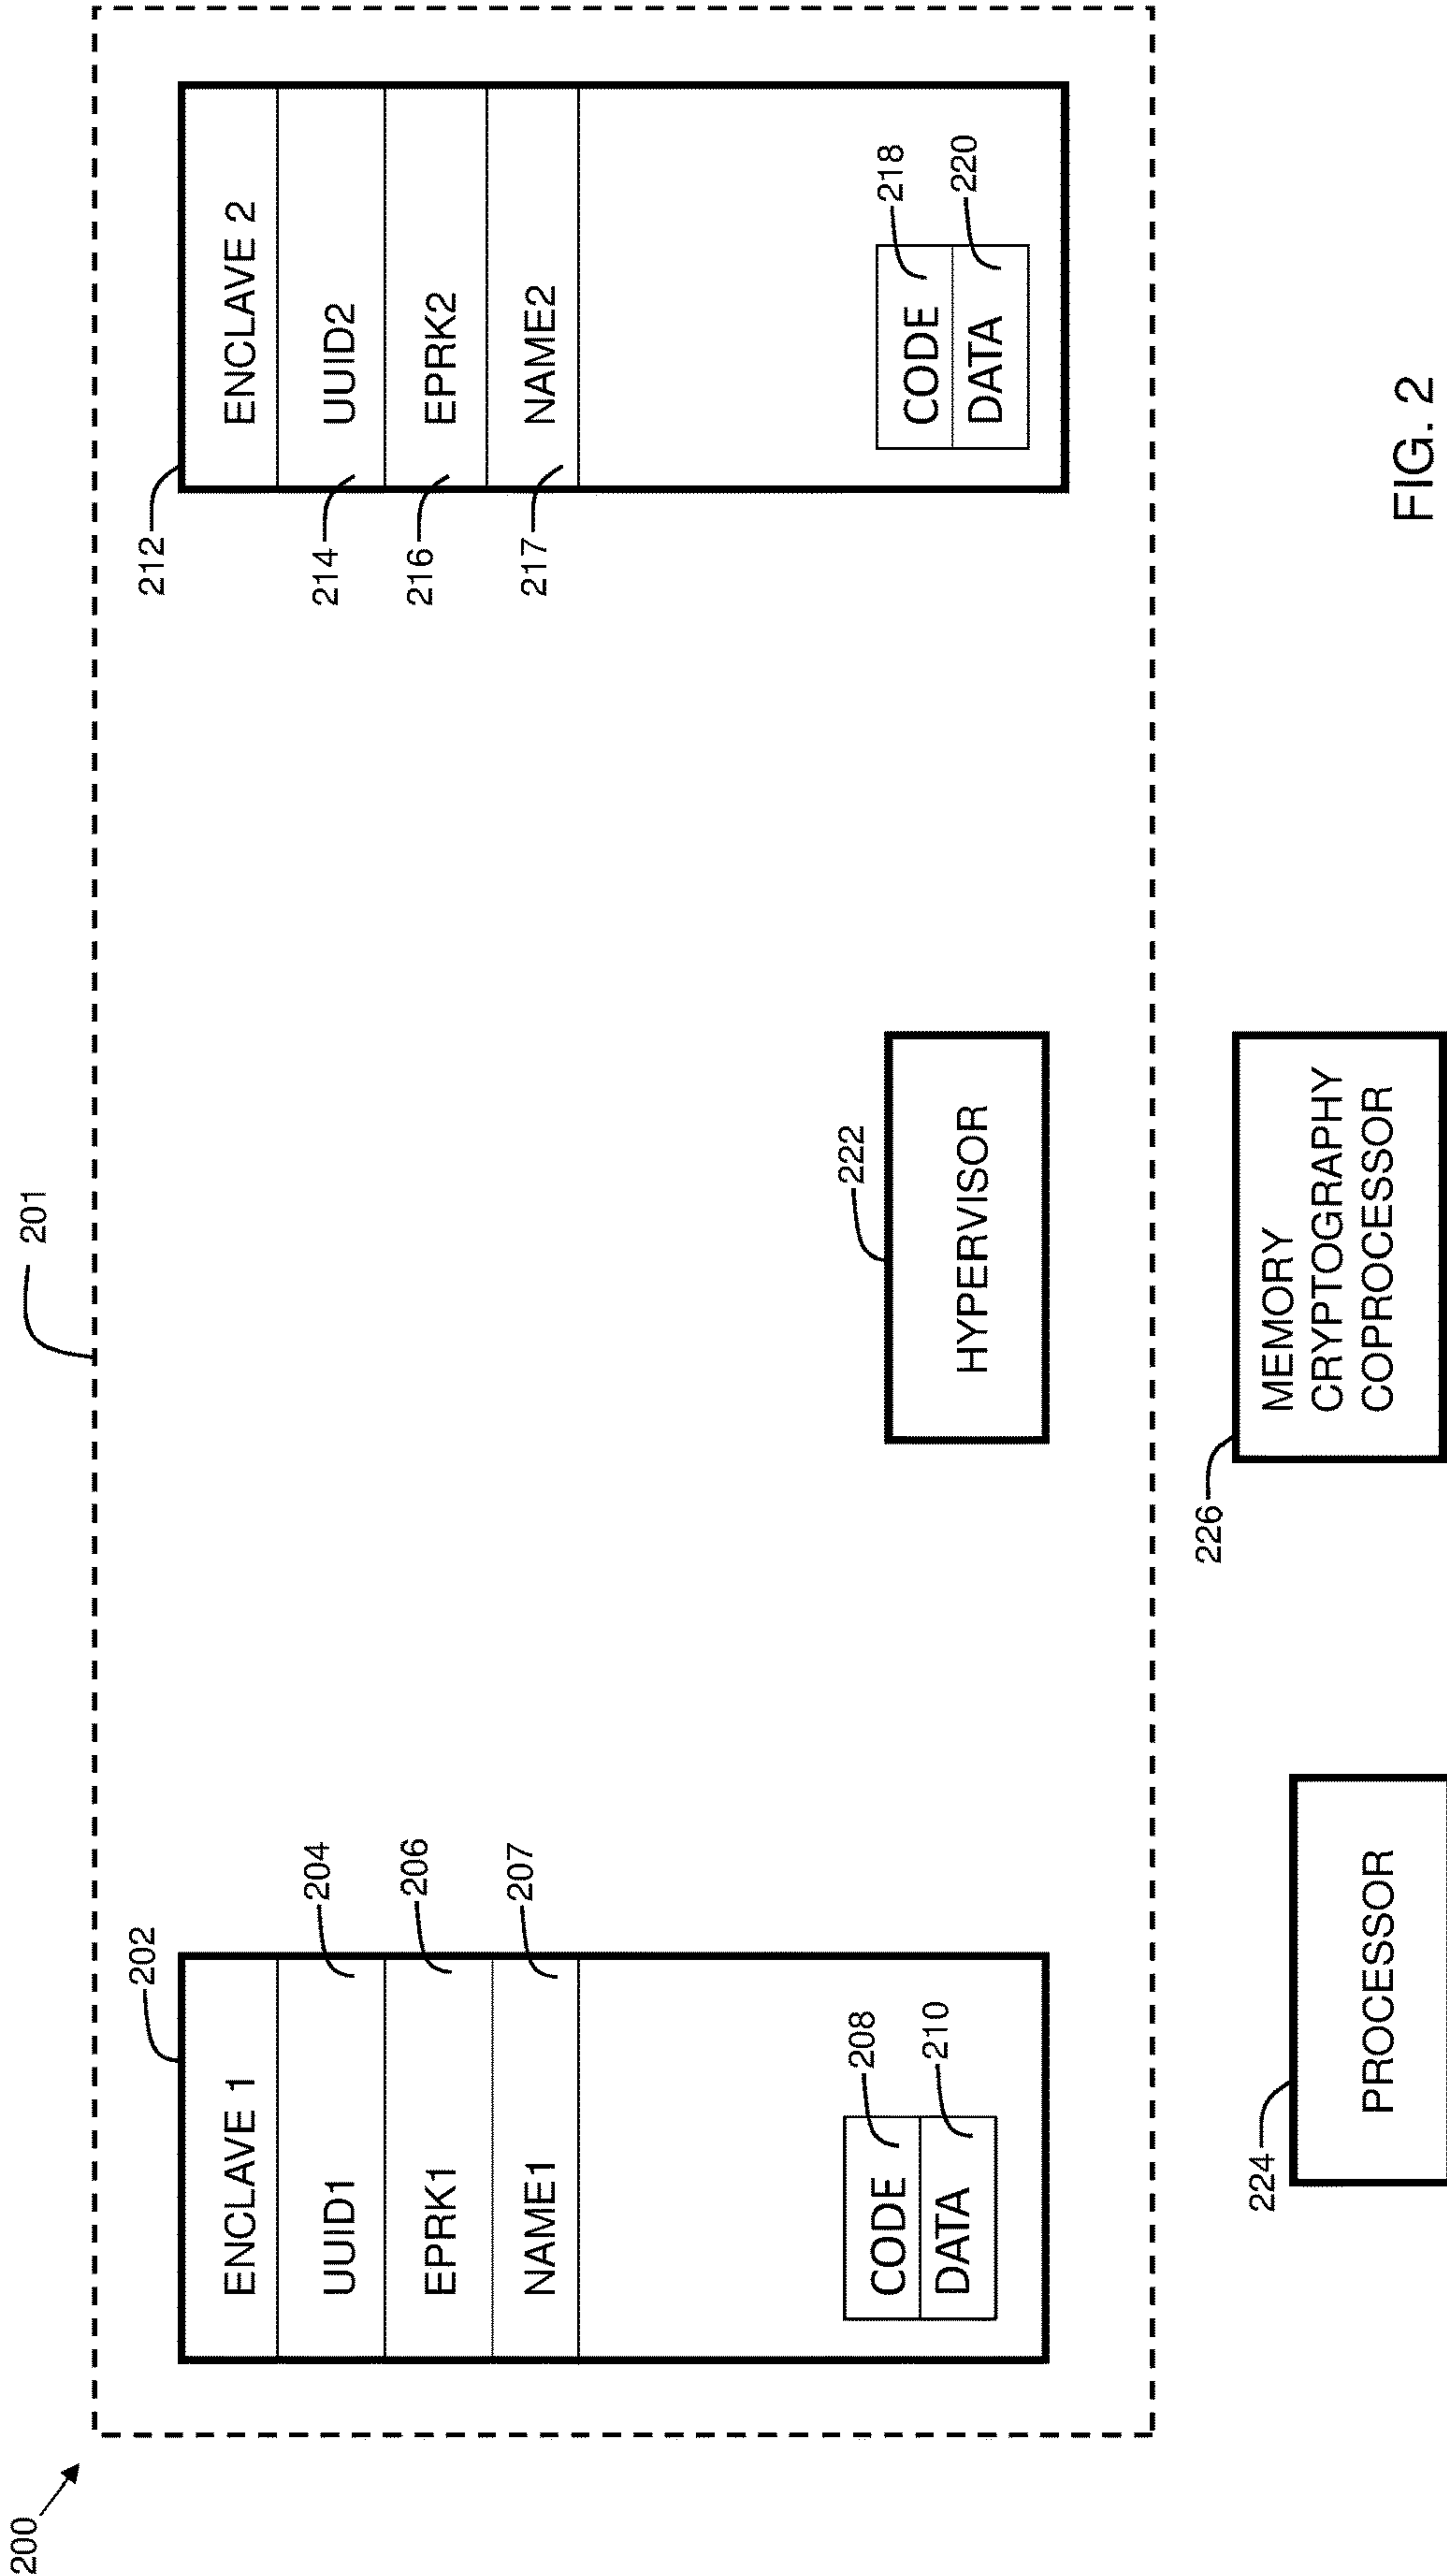 200
201
202
ENCLAVE 1
UUID1
204
EPRK1
206
NAME1
207
CODE
208
DATA
210
212
ENCLAVE 2
214
UUID2
216
EPRK2
217
NAME2
CODE
218
DATA
220
222
HYPERVISOR
224
PROCESSOR
226
MEMORY
CRYPTOGRAPHY
COPROCESSOR
FIG. 2